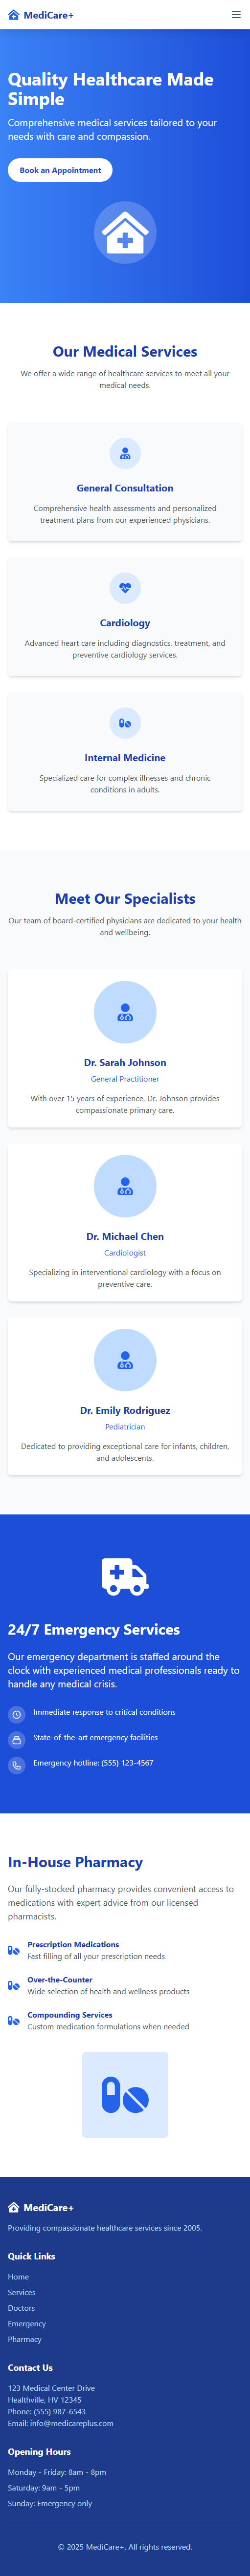 MediCare+
Quality Healthcare Made
Simple
Comprehensive medical services tailored to your
needs with care and compassion.
Book an Appointment
Our Medical Services
We offer a wide range of healthcare services to meet all your
medical needs.
General Consultation
Comprehensive health assessments and personalized
treatment plans from our experienced physicians.
Cardiology
Advanced heart care including diagnostics, treatment, and
preventive cardiology services.
Internal Medicine
Specialized care for complex illnesses and chronic
conditions in adults.
Meet Our Specialists
Our team of board-certified physicians are dedicated to your health
and wellbeing.
Dr. Sarah Johnson
General Practitioner
With over 15 years of experience, Dr. Johnson provides
compassionate primary care.
Dr. Michael Chen
Cardiologist
Specializing in interventional cardiology with a focus on
preventive care.
Dr. Emily Rodriguez
Pediatrician
Dedicated to providing exceptional care for infants, children,
and adolescents.
24/7 Emergency Services
Our emergency department is staffed around the
clock with experienced medical professionals ready to
handle any medical crisis.
Immediate response to critical conditions
State-of-the-art emergency facilities
Emergency hotline: (555) 123-4567
In-House Pharmacy
Our fully-stocked pharmacy provides convenient access to
medications with expert advice from our licensed
pharmacists.
Prescription Medications
Fast filling of all your prescription needs
Over-the-Counter
Wide selection of health and wellness products
Compounding Services
Custom medication formulations when needed
MediCare+
Providing compassionate healthcare services since 2005.
Quick Links
Home
Services
Doctors
Emergency
Pharmacy
Contact Us
123 Medical Center Drive
Healthville, HV 12345
Phone: (555) 987-6543
Email: info@medicareplus.com
Opening Hours
Monday - Friday: 8am - 8pm
Saturday: 9am - 5pm
Sunday: Emergency only
© 2025 MediCare+. All rights reserved.